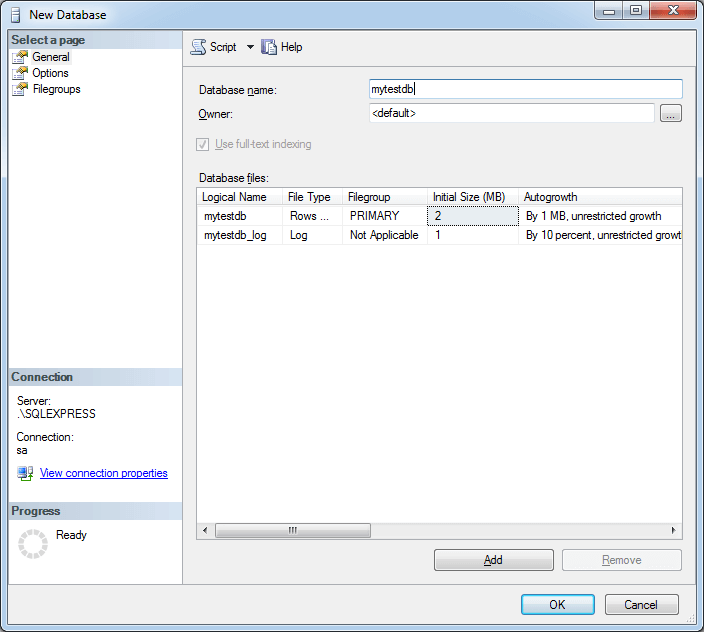 New Database
Select a page
General
Options
Filegroups
Script
Help
Database name: mytestdb
Owner: <default> ...
Use full-text indexing
Database files:
Logical Name File Type Filegroup Initial Size (MB) Autogrowth
mytestdb Rows ... PRIMARY 2 By 1 MB, unrestricted growth
mytestdb_log Log Not Applicable 1 By 10 percent, unrestricted growt
Connection
Server:
.\SQLEXPRESS
Connection:
sa
View connection properties
Progress
Ready
Add Remove
OK Cancel